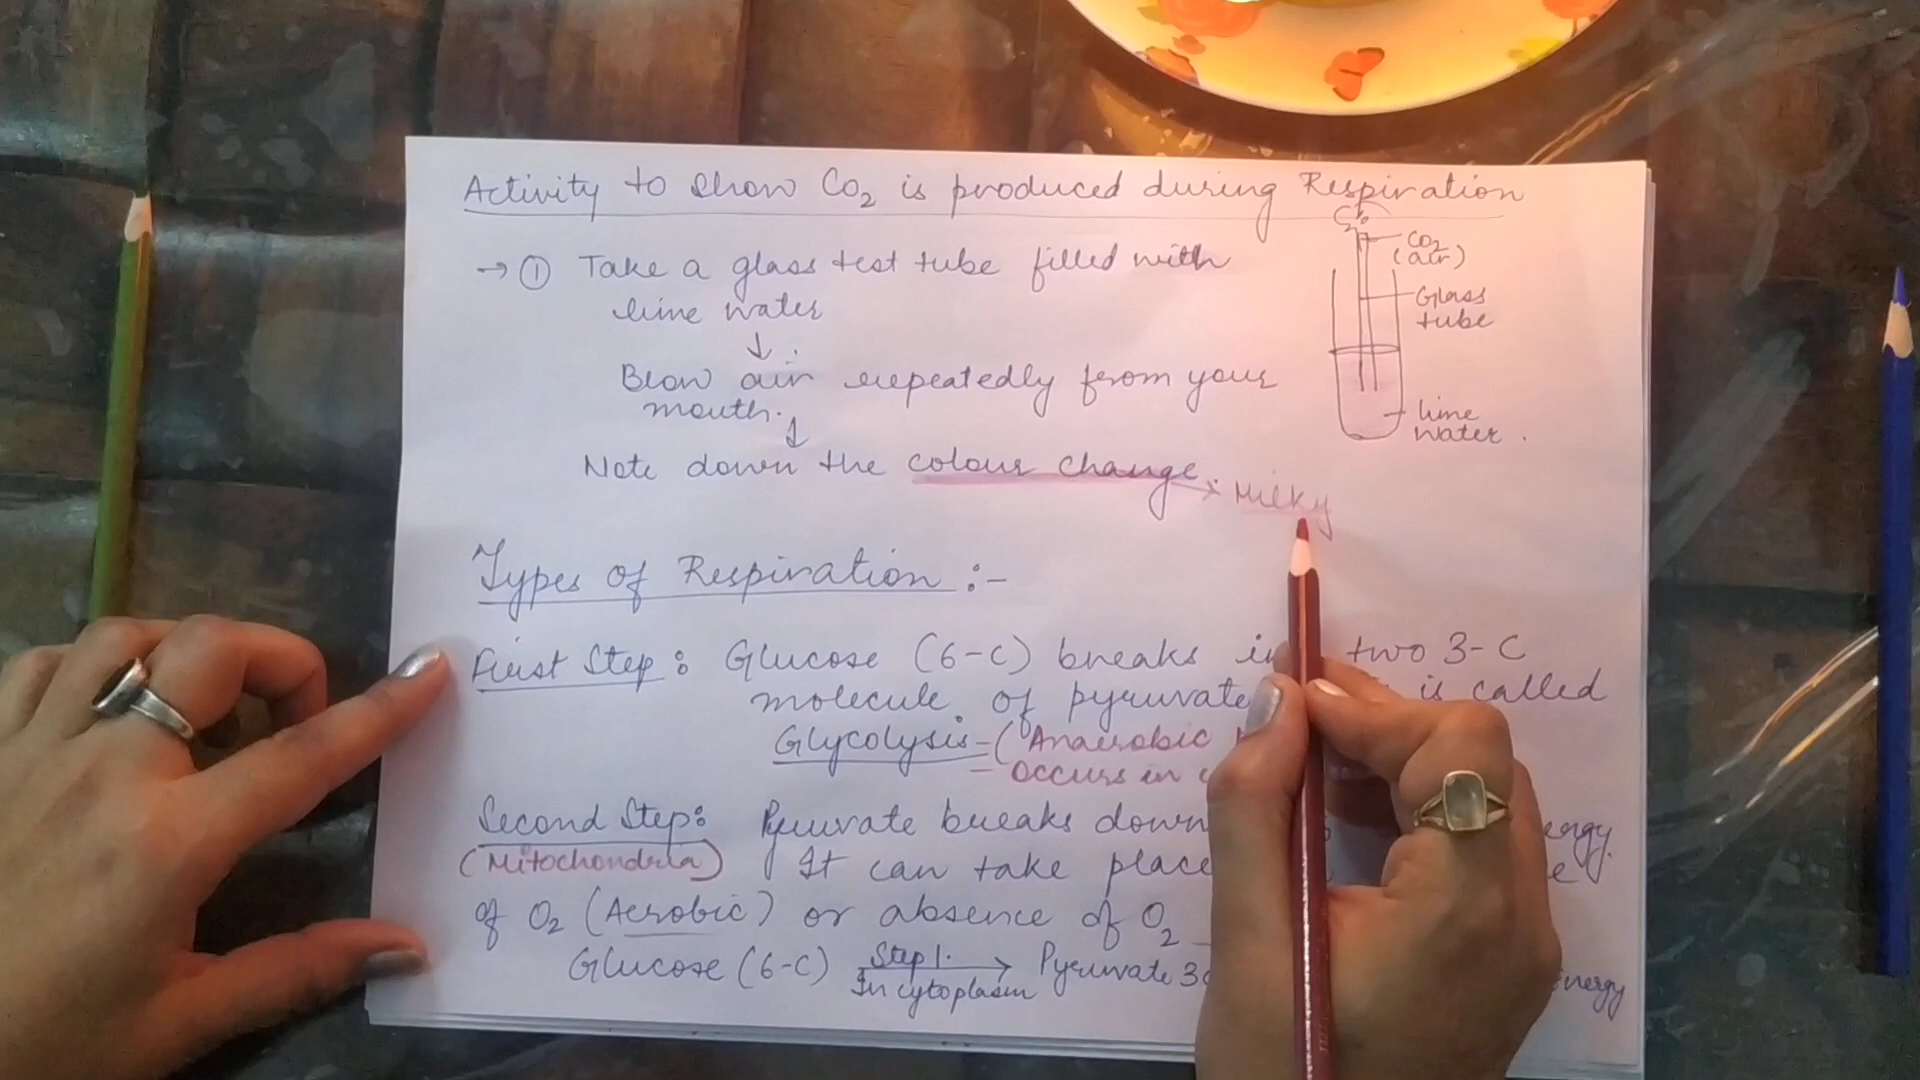 Activity to show CO2 is produced during Respiration
→ ① Take a glass test tube filled with
lime water
↓
Blow air repeatedly from your
mouth.
↓
Note down the colour change. → Milky
CO2
CO2
(air)
Glass
tube
lime
water.
Types of Respiration :-
First Step: Glucose (6-C) breaks in two 3-C
molecule of pyruvate is called
Glycolysis - (Anaerobic
- occurs in
Second Step: Pyruvate breaks down energy.
(Mitochondria) It can take place
of O2 (Aerobic) or absence of O2
Glucose (6-C) Step 1. → Pyruvate 3C energy
In cytoplasm